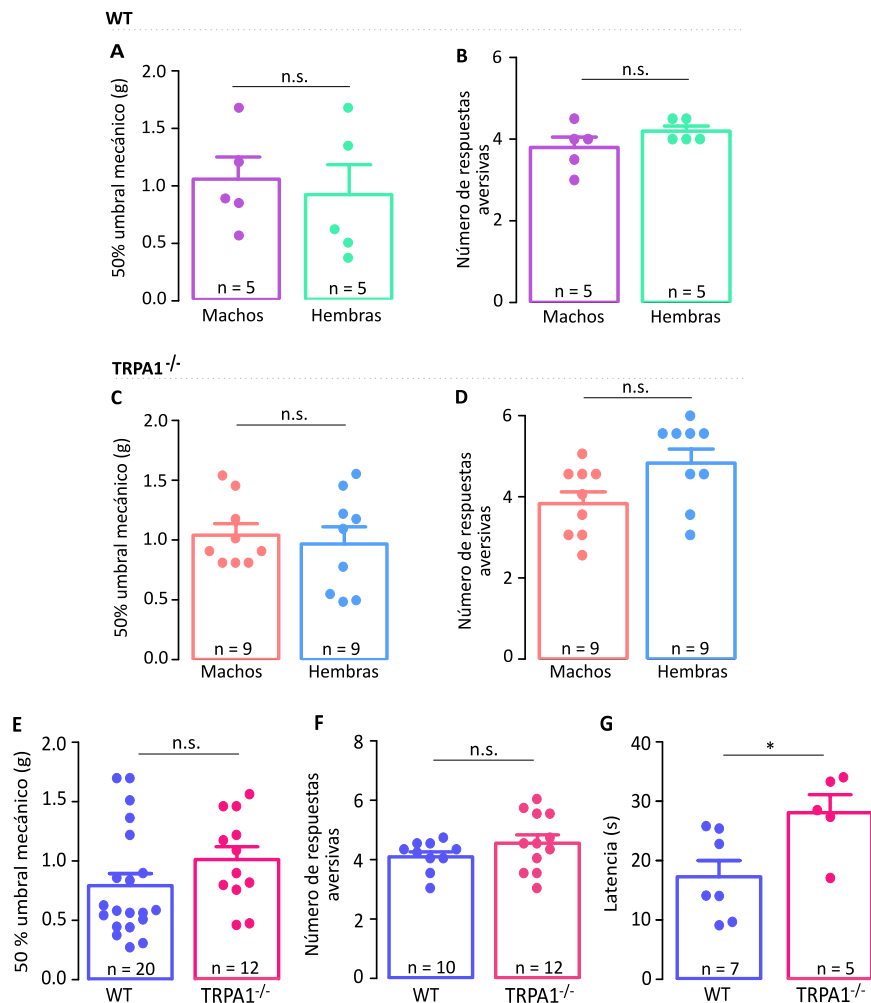 WT
A
50% umbral mecánico (g)
2.0
1.5
1.0
0.5
0.0
n.s.
n = 5
n = 5
Machos
Hembras
B
Número de respuestas
aversivas
6
4
2
0
n.s.
n = 5
n = 5
Machos
Hembras
TRPA1-/-
C
50% umbral mecánico (g)
2.0
1.5
1.0
0.5
0.0
n.s.
n = 9
n = 9
Machos
Hembras
D
Número de respuestas
aversivas
6
4
2
0
n.s.
n = 9
n = 9
Machos
Hembras
E
50 % umbral mecánico (g)
2.0
1.5
1.0
0.5
0.0
n.s.
n = 20
n = 12
WT
TRPA1-/-
F
Número de respuestas
aversivas
8
6
4
2
0
n.s.
n = 10
n = 12
WT
TRPA1-/-
G
Latencia (s)
40
30
20
10
0
*
n = 7
n = 5
WT
TRPA1-/-